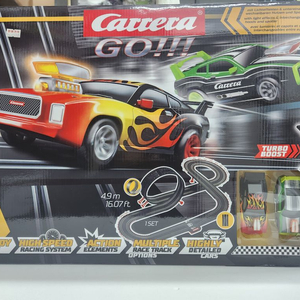 Carrera
GO!!!
Carrera
TURBO
BOOST
4.9 m
16.07 ft.
1 SET
HIGH SPEED
RACING SYSTEM
ACTION
ELEMENTS
MULTIPLE
RACE TRACK
OPTIONS
HIGHLY
DETAILED
CARS